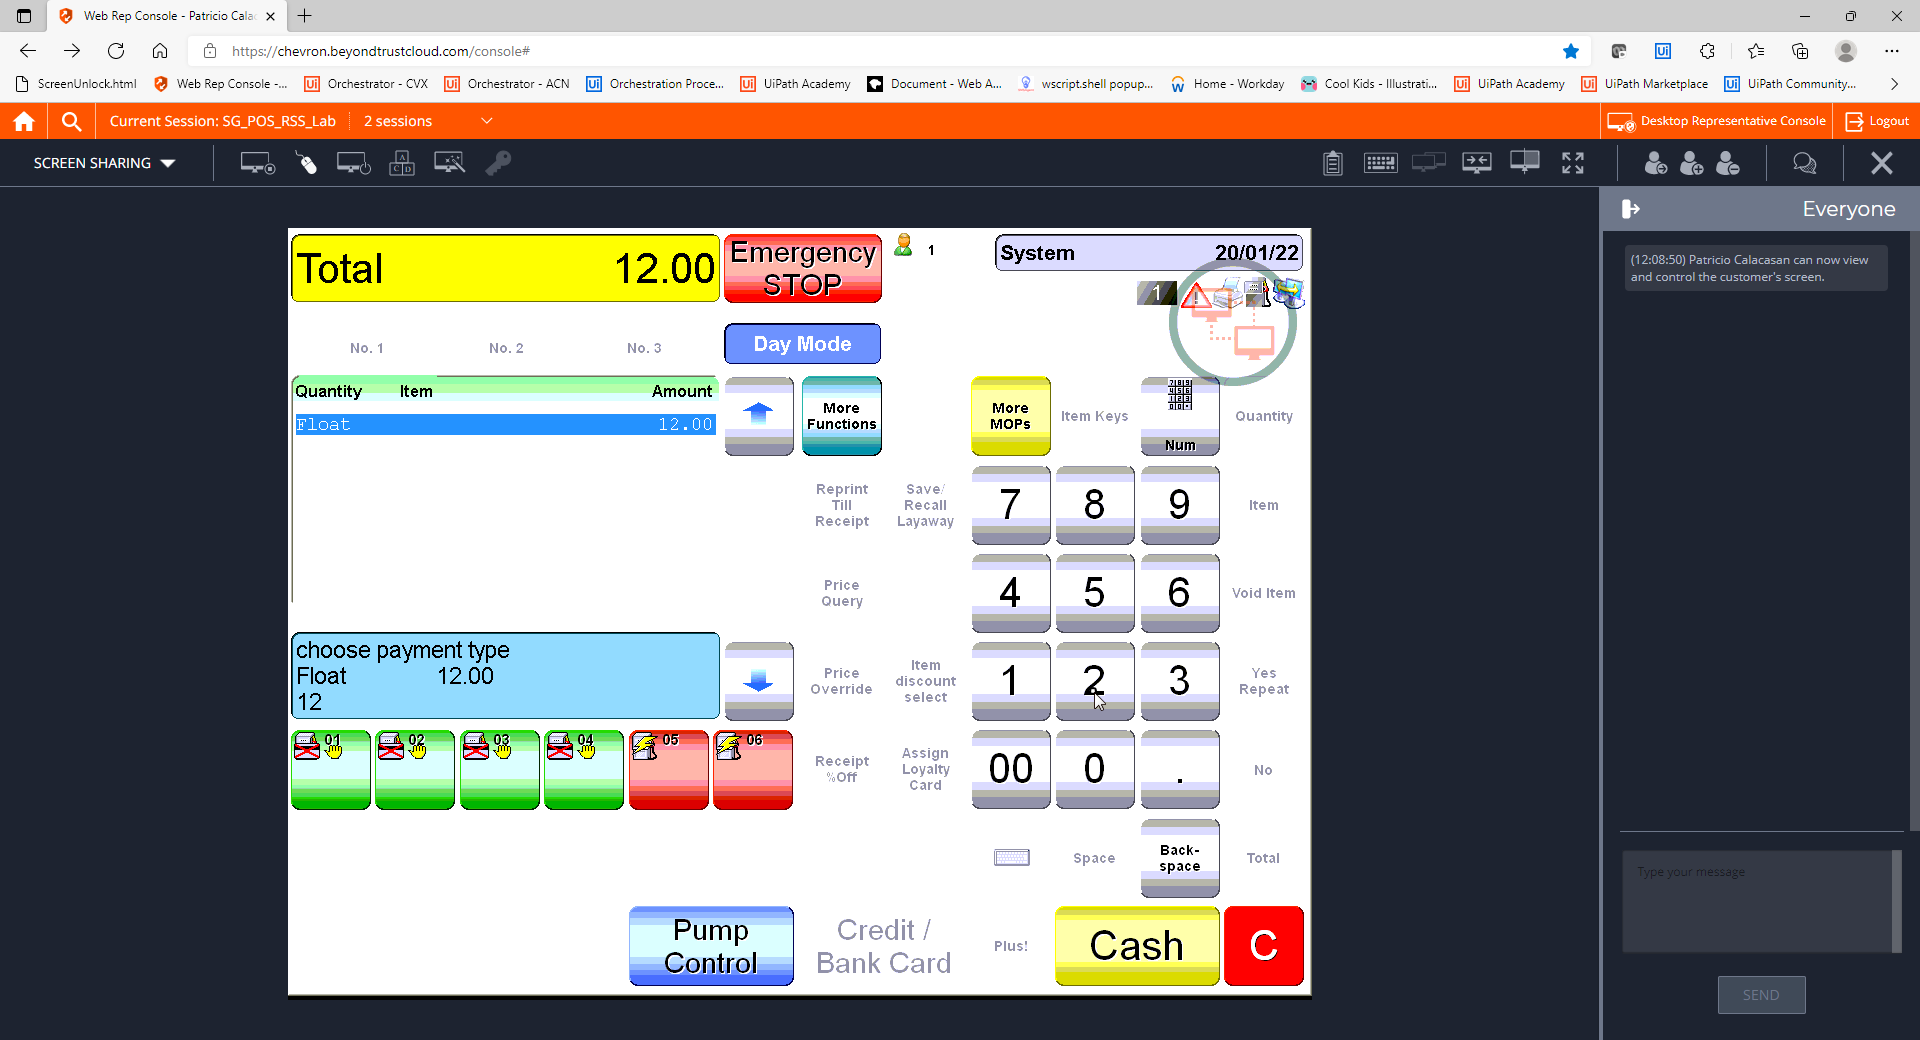 Web Rep Console - Patricio Cala
https://chevron.beyondtrustcloud.com/console#
ScreenUnlock.html
Web Rep Console -...
Orchestrator - CVX
Orchestrator - ACN
Orchestration Proce...
UiPath Academy
Document - Web A...
wscript.shell popup...
Home - Workday
Cool Kids - Illustrati...
UiPath Academy
UiPath Marketplace
UiPath Community...
Current Session: SG_POS_RSS_Lab
2 sessions
Desktop Representative Console
Logout
SCREEN SHARING
Everyone
(12:08:50) Patricio Calacasan can now view
and control the customer's screen.
Total 12.00
Emergency
STOP
1
System 20/01/22
1
No. 1
No. 2
No. 3
Day Mode
Quantity Item Amount
Float 12.00
More
Functions
More
MOPs
Item Keys
Num
Quantity
Reprint
Till
Receipt
Save/
Recall
Layaway
7
8
9
Item
Price
Query
4
5
6
Void Item
choose payment type
Float 12.00
12
Price
Override
Item
discount
select
1
2
3
Yes
Repeat
01
02
03
04
05
06
Receipt
%Off
Assign
Loyalty
Card
00
0
.
No
Space
Back-
space
Total
Pump
Control
Credit /
Bank Card
Plus!
Cash
C
Type your message
SEND